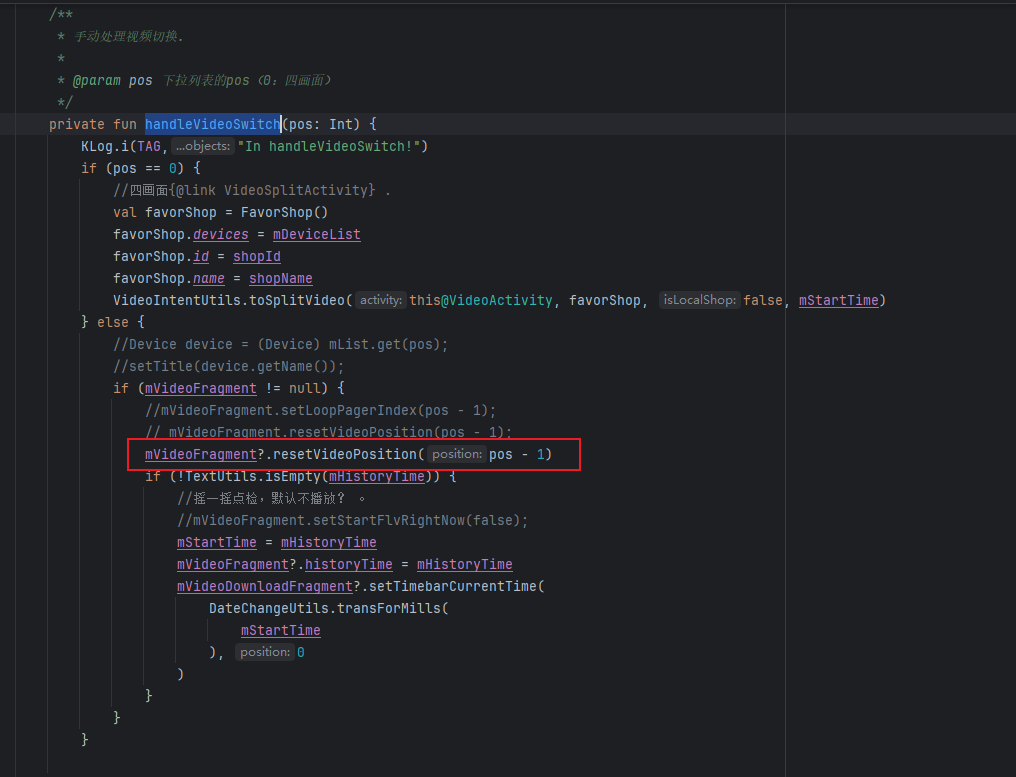 /**
 * 手动处理视频切换.
 *
 * @param pos 下拉列表的pos（0：四画面）
 */
private fun handleVideoSwitch(pos: Int) {
    KLog.i(TAG, ...objects: "In handleVideoSwitch!")
    if (pos == 0) {
        //四画面{@link VideoSplitActivity} .
        val favorShop = FavorShop()
        favorShop.devices = mDeviceList
        favorShop.id = shopId
        favorShop.name = shopName
        VideoIntentUtils.toSplitVideo( activity: this@VideoActivity, favorShop, isLocalShop: false, mStartTime)
    } else {
        //Device device = (Device) mList.get(pos);
        //setTitle(device.getName());
        if (mVideoFragment != null) {
            //mVideoFragment.setLoopPagerIndex(pos - 1);
            // mVideoFragment.resetVideoPosition(pos - 1);
            mVideoFragment?.resetVideoPosition( position: pos - 1)
            if (!TextUtils.isEmpty(mHistoryTime)) {
                //摇一摇点检，默认不播放？ 。
                //mVideoFragment.setStartFlvRightNow(false);
                mStartTime = mHistoryTime
                mVideoFragment?.historyTime = mHistoryTime
                mVideoDownloadFragment?.setTimebarCurrentTime(
                    DateChangeUtils.transForMills(
                        mStartTime
                    ), position: 0
                )
            }
        }
    }